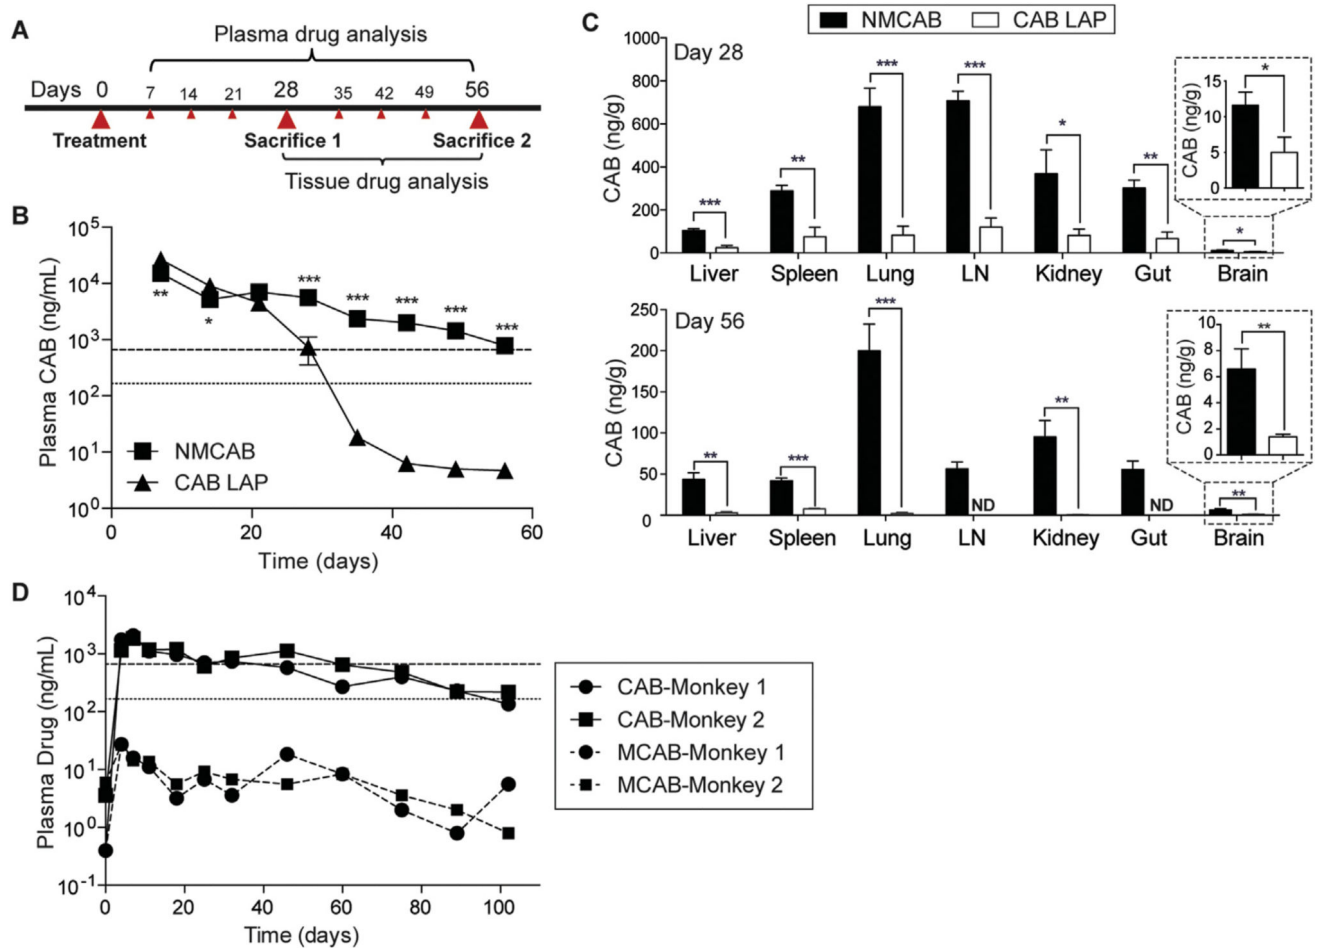 A
Plasma drug analysis
Days 0 7 14 21 28 35 42 49 56
Treatment Sacrifice 1 Sacrifice 2
Tissue drug analysis
B
Plasma CAB (ng/mL)
10^5
10^4
10^3
10^2
10^1
10^0
** * *** *** *** *** ***
NMCAB
CAB LAP
0 20 40 60
Time (days)
C
NMCAB CAB LAP
Day 28
CAB (ng/g)
1000
800
600
400
200
0
*** ** *** *** * ** *
Liver Spleen Lung LN Kidney Gut Brain
CAB (ng/g)
15
10
5
0
*
Day 56
CAB (ng/g)
250
200
150
100
50
0
** *** *** ND ** ND **
Liver Spleen Lung LN Kidney Gut Brain
CAB (ng/g)
10
8
6
4
2
0
**
D
Plasma Drug (ng/mL)
10^4
10^3
10^2
10^1
10^0
10^-1
0 20 40 60 80 100
Time (days)
CAB-Monkey 1
CAB-Monkey 2
MCAB-Monkey 1
MCAB-Monkey 2